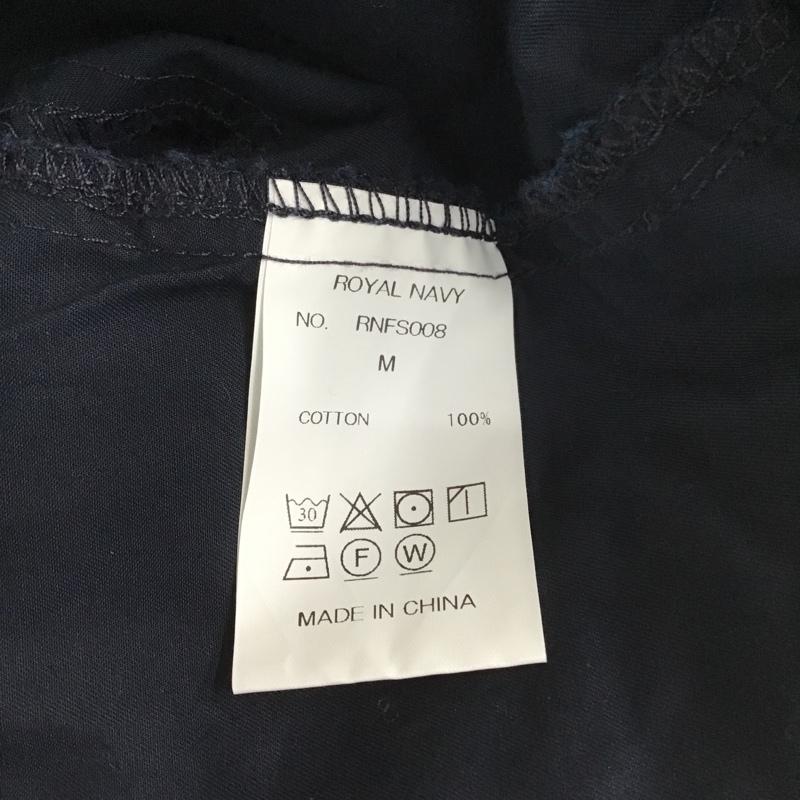 ROYAL NAVY
NO. RNFS008
M
COTTON 100%
30
F W
MADE IN CHINA